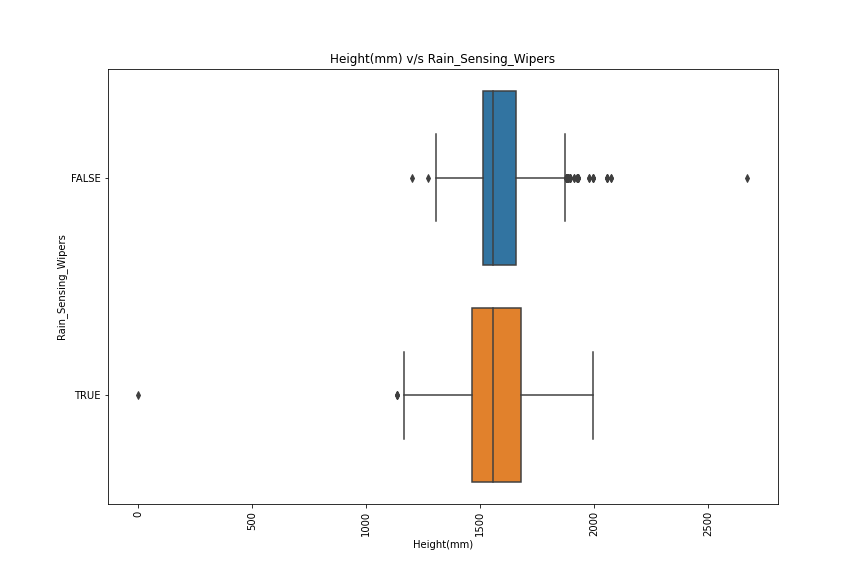 Height(mm) v/s Rain_Sensing_Wipers
Rain_Sensing_Wipers
FALSE
TRUE
0
500
1000
1500
2000
2500
Height(mm)